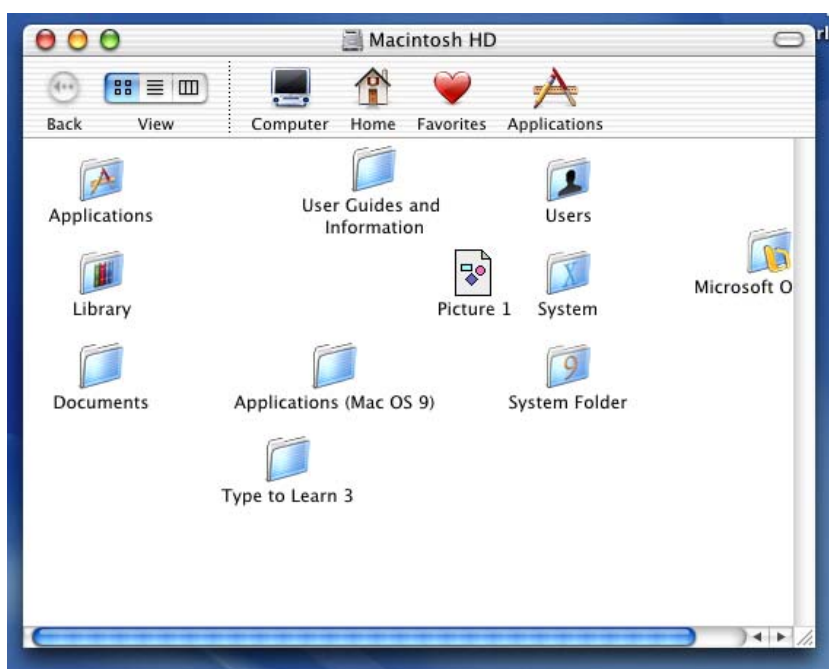 Macintosh HD
Back
View
Computer
Home
Favorites
Applications
Applications
User Guides and
Information
Users
Library
Picture 1
System
Microsoft O
Documents
Applications (Mac OS 9)
System Folder
Type to Learn 3